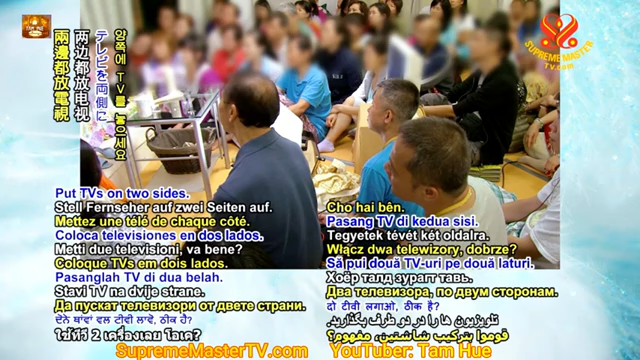 兩邊都放電視
两边都放电视
テレビを両側に
양쪽에 TV를 놓으세요
SUPREME MASTER
TV.com
Put TVs on two sides.
Stell Fernseher auf zwei Seiten auf.
Mettez une télé de chaque côté.
Coloca televisiones en dos lados.
Metti due televisioni, va bene?
Coloque TVs em dois lados.
Pasanglah TV di dua belah.
Stavi TV na dvije strane.
Да пускат телевизори от двете страни.
ਦੋਨੋ ਥਾਂਵਾਂ ਵਲ ਟੀਵੀ ਲਾਵੋ, ਠੀਕ ਹੈ?
ใช้ทีวี 2 เครื่องเลย โอเค?
Cho hai bên.
Pasang TV di kedua sisi.
Tegyetek tévét két oldalra.
Włącz dwa telewizory, dobrze?
Să pui două TV-uri pe două laturi.
Хоёр талд зурагт тавь.
Два телевизора, по двум сторонам.
दो टीवी लगाओ, ठीक है?
تلویزیون ها را در دو طرف بگذارید.
قوموا بتركيب شاشتين، مفهوم؟
SupremeMasterTV.com
YouTuber: Tam Hue